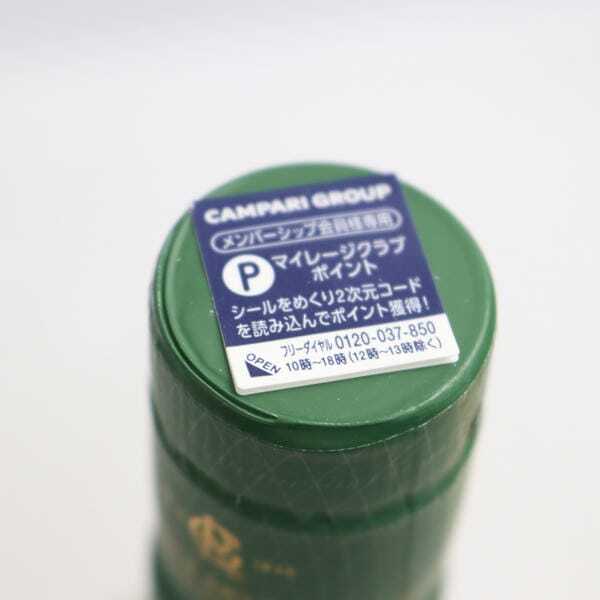 CAMPARI GROUP
メンバーシップ会員様専用
P マイレージクラブ
ポイント
シールをめくり2次元コード
を読み込んでポイント獲得!
フリーダイヤル 0120-037-850
OPEN 10時～18時(12時～13時除く)